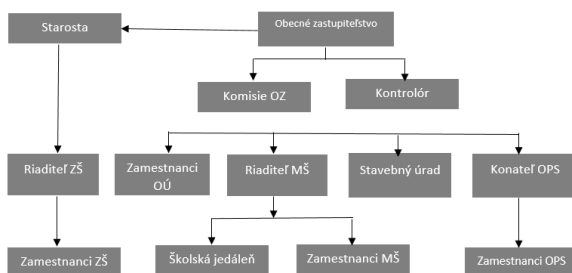 Starosta
Obecné zastupiteľstvo
Komisie OZ
Kontrolór
Riaditeľ ZŠ
Zamestnanci
OÚ
Riaditeľ MŠ
Stavebný úrad
Konateľ OPS
Zamestnanci ZŠ
Školská jedáleň
Zamestnanci MŠ
Zamestnanci OPS